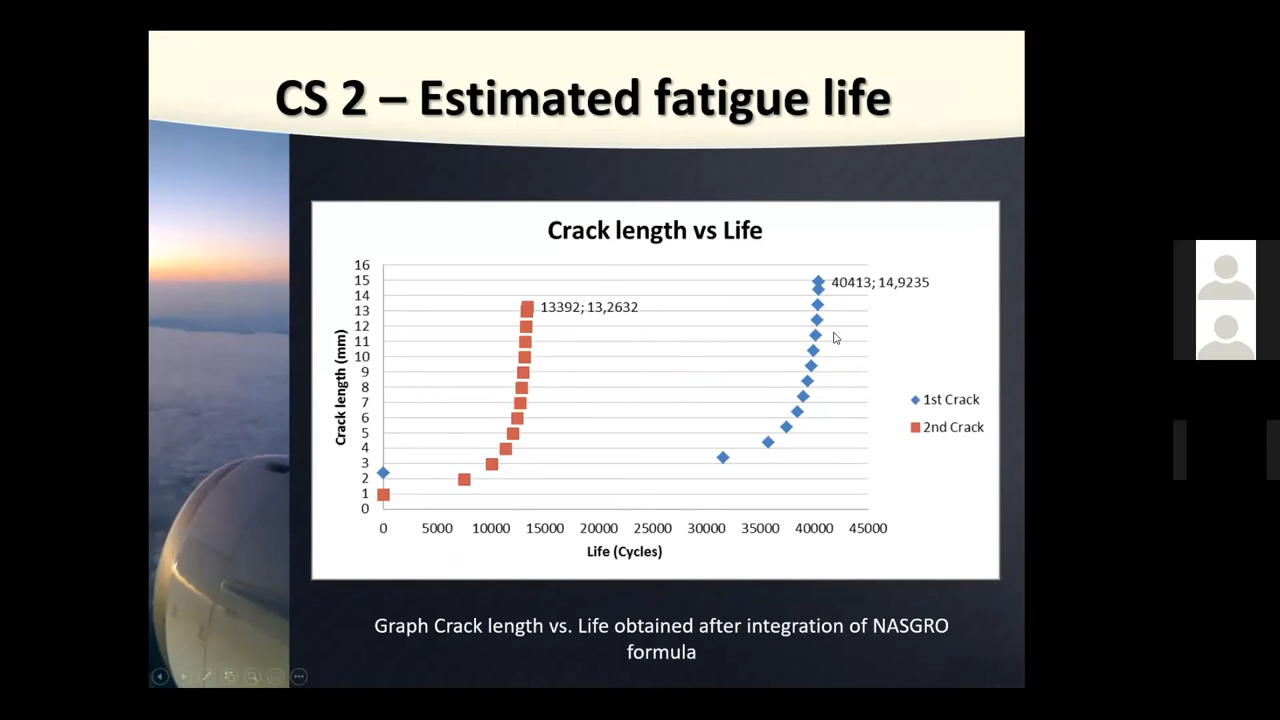 CS 2 – Estimated fatigue life
Crack length vs Life
16
15
14
13
12
11
10
9
8
7
6
5
4
3
2
1
0
Crack length (mm)
13392; 13,2632
40413; 14,9235
1st Crack
2nd Crack
0 5000 10000 15000 20000 25000 30000 35000 40000 45000
Life (Cycles)
Graph Crack length vs. Life obtained after integration of NASGRO
formula